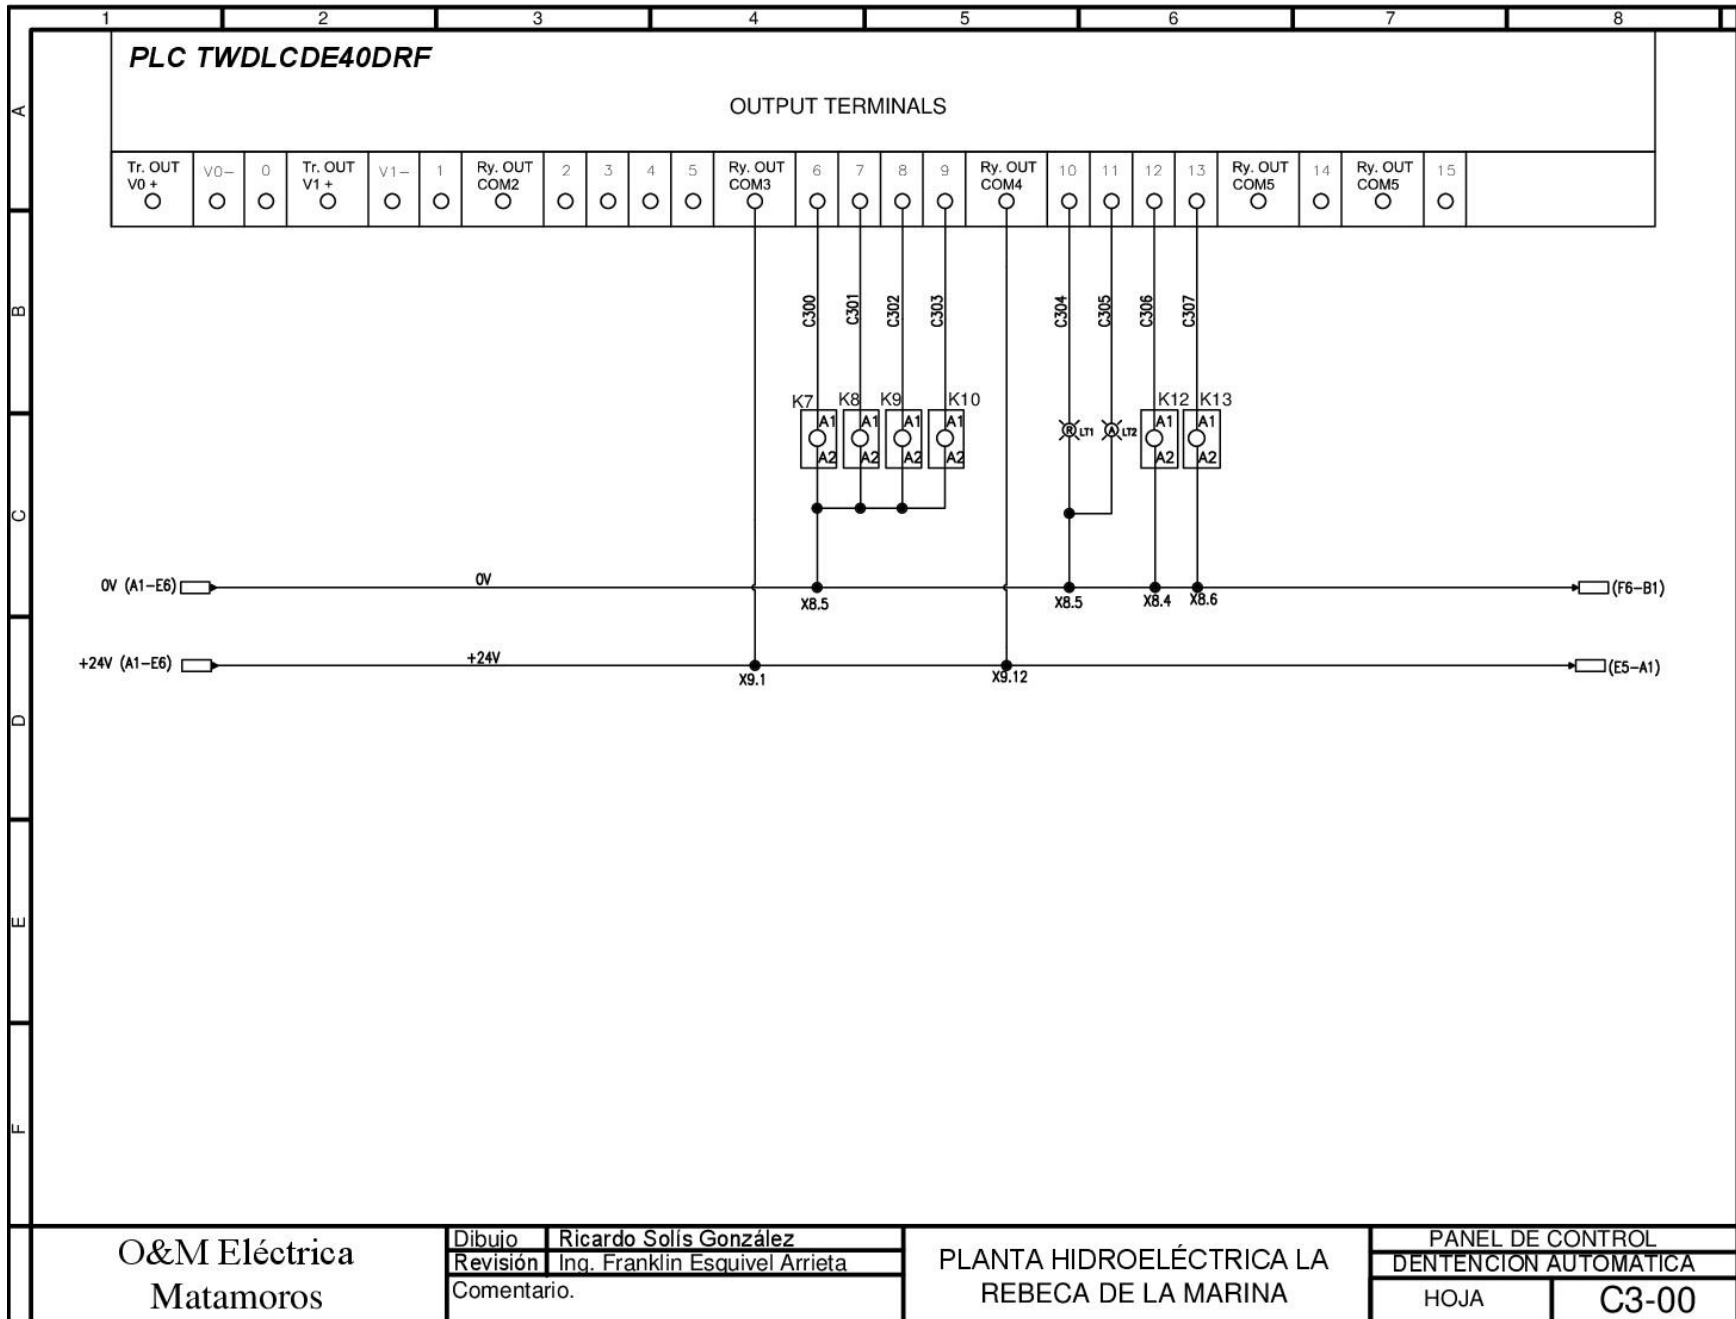 1 2 3 4 5 6 7 8
PLC TWDLCDE40DRF
A
OUTPUT TERMINALS
Tr. OUT V0 + V0- 0 Tr. OUT V1 + V1- 1 Ry. OUT COM2 2 3 4 5 Ry. OUT COM3 6 7 8 9 Ry. OUT COM4 10 11 12 13 Ry. OUT COM5 14 Ry. OUT COM5 15
B
C300 C301 C302 C303 C304 C305 C306 C307
K7 K8 K9 K10 K12 K13
A1 A1 A1 A1 R LT1 A LT2 A1 A1
A2 A2 A2 A2 A2 A2
C
0V (A1-E6) 0V (F6-B1)
X8.5 X8.5 X8.4 X8.6
+24V (A1-E6) +24V (E5-A1)
X9.1 X9.12
D
E
F
O&M Eléctrica
Matamoros
Dibujo Ricardo Solís González
Revisión Ing. Franklin Esquivel Arrieta
Comentario.
PLANTA HIDROELÉCTRICA LA
REBECA DE LA MARINA
PANEL DE CONTROL
DENTENCION AUTOMATICA
HOJA C3-00